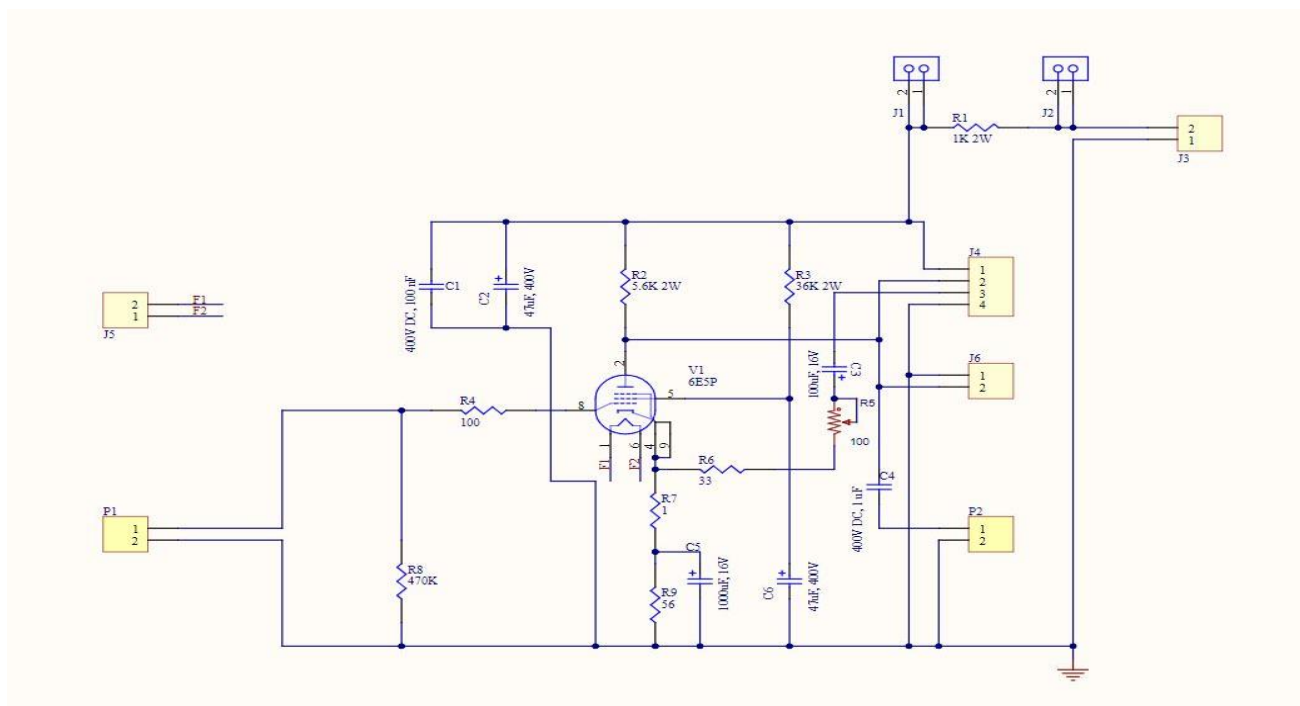 2
1
J1
2
1
J2
R1
1K 2W
2
1
J3
J4
1
2
3
4
R2
5.6K 2W
R3
36K 2W
C1
400V DC, 100 nF
C2
47uF, 400V
2
1
J5
F1
F2
J6
1
2
2
V1
6E5P
5
8
C3
100uF, 16V
R5
100
R4
100
1
6
4
9
F1
F2
R6
33
C4
400V DC, 1 uF
R7
1
P1
1
2
P2
1
2
C5
1000uF, 16V
R8
470K
R9
56
C6
47uF, 400V